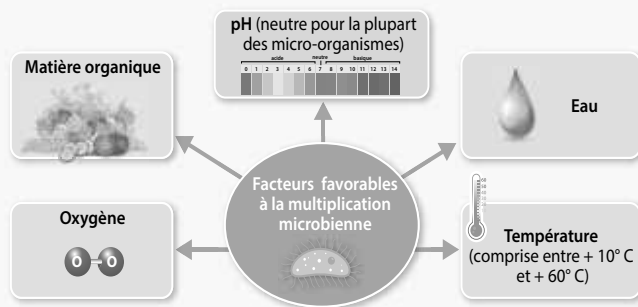 pH (neutre pour la plupart
des micro-organismes)
acide neutre basique
0 1 2 3 4 5 6 7 8 9 10 11 12 13 14
Matière organique
Eau
Facteurs favorables
à la multiplication
microbienne
Oxygène
O-O
Température
(comprise entre + 10° C
et + 60° C)